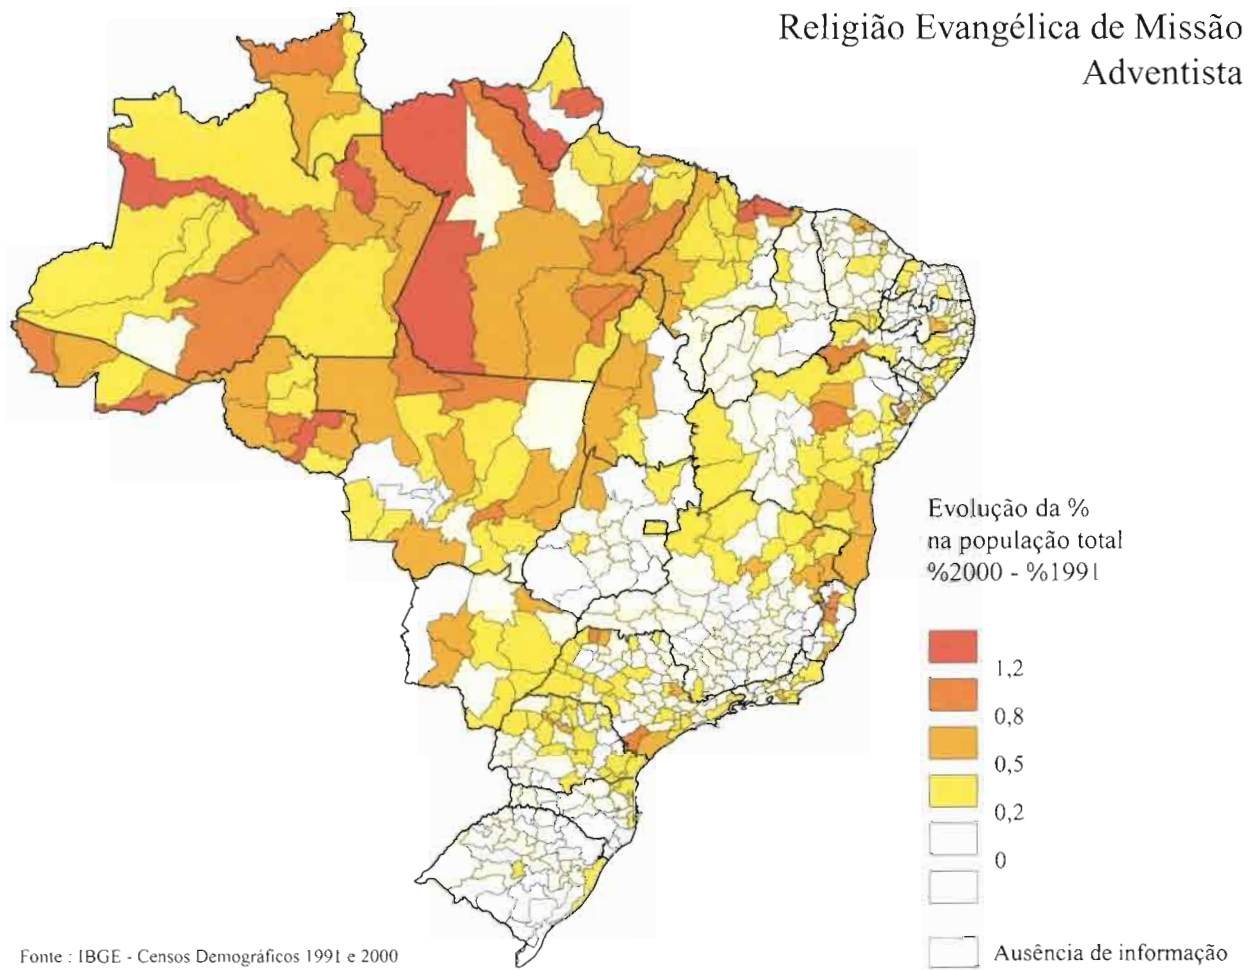 Religião Evangélica de Missão
Adventista
Evolução da %
na população total
%2000 - %1991
1,2
0,8
0,5
0,2
0
Ausência de informação
Fonte : IBGE - Censos Demográficos 1991 e 2000